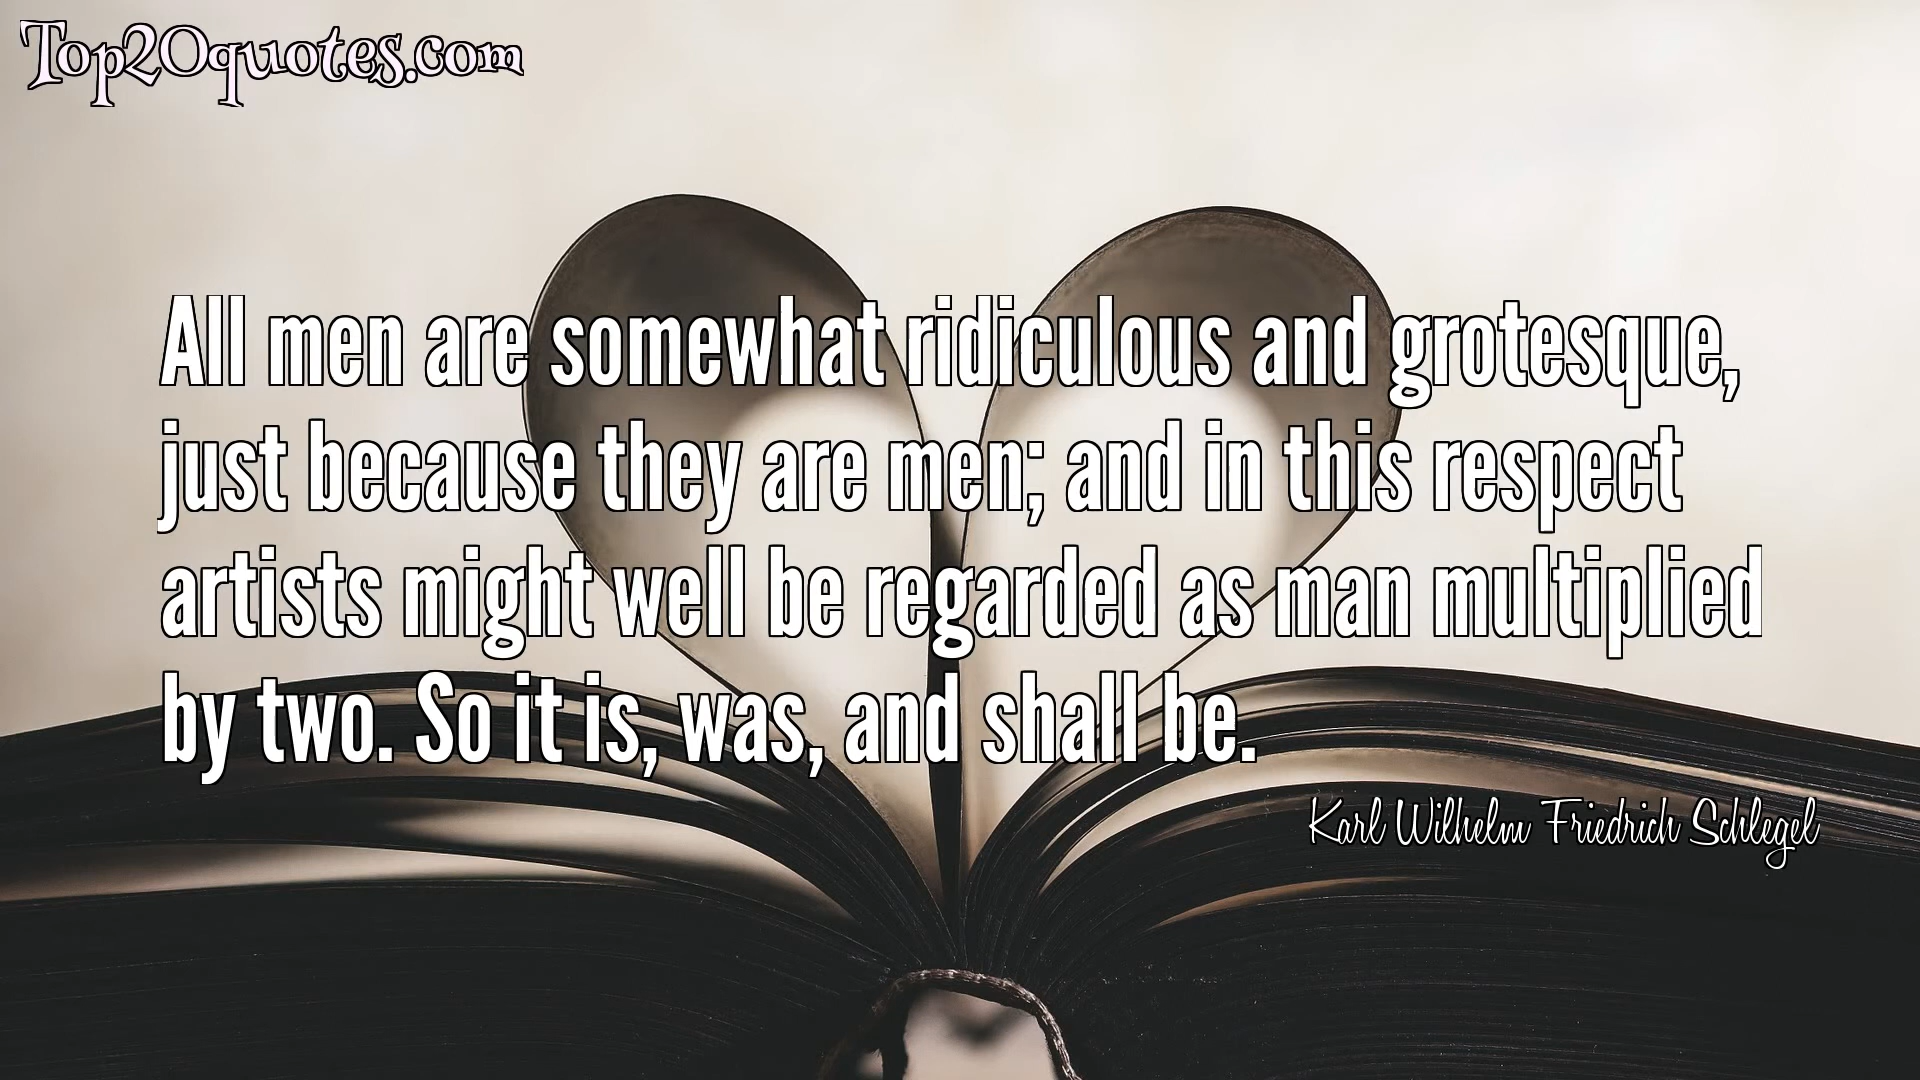 Top20quotes.com
All men are somewhat ridiculous and grotesque,
just because they are men; and in this respect
artists might well be regarded as man multiplied
by two. So it is, was, and shall be.
Karl Wilhelm Friedrich Schlegel